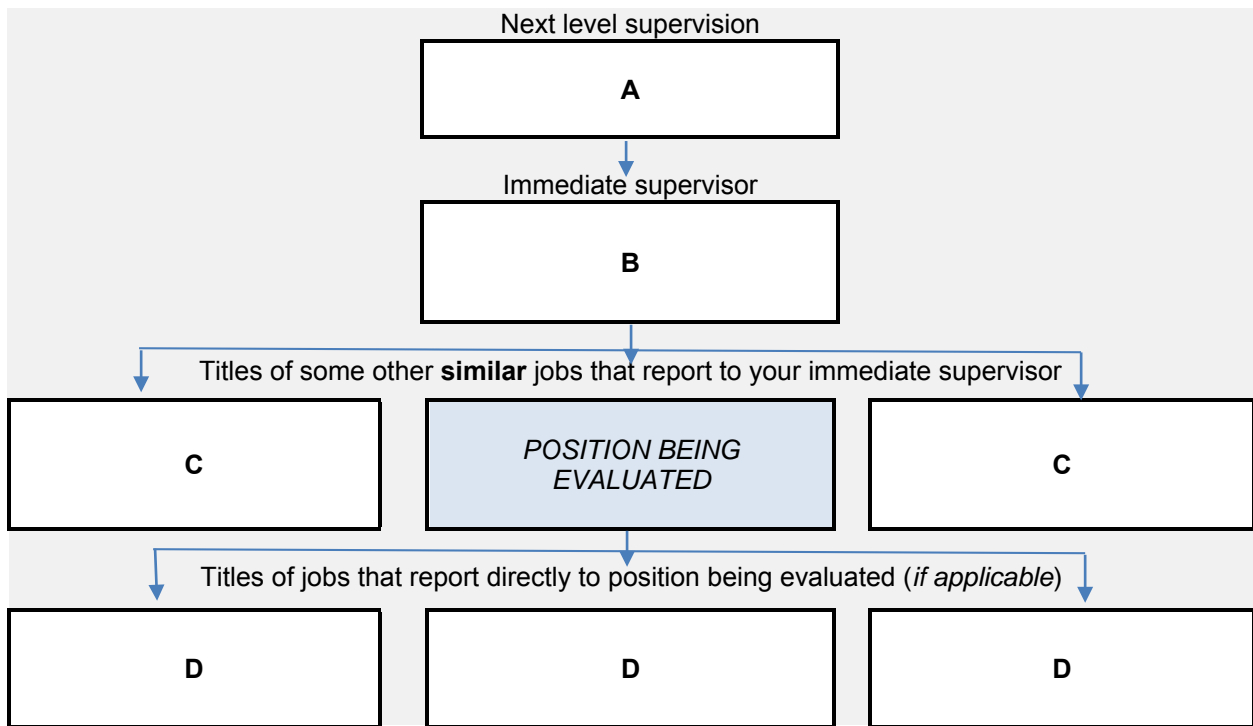 Next level supervision
A
Immediate supervisor
B
Titles of some other similar jobs that report to your immediate supervisor
C
POSITION BEING
EVALUATED
C
Titles of jobs that report directly to position being evaluated (if applicable)
D
D
D